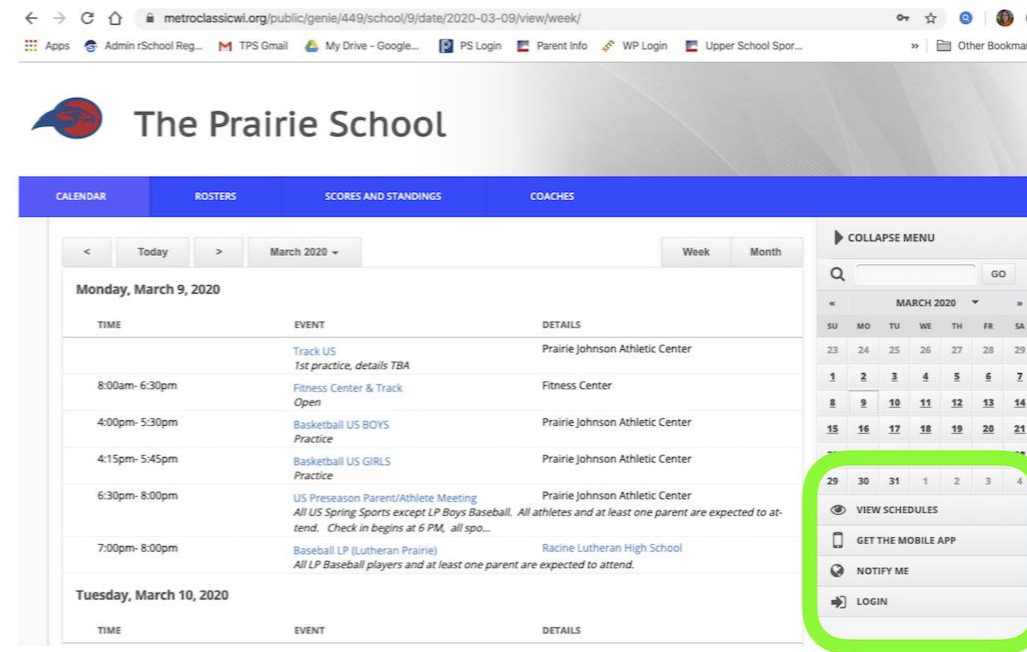 metroclassicwi.org/public/genie/449/school/9/date/2020-03-09/view/week/
Apps Admin rSchool Reg... TPS Gmail My Drive - Google... PS Login Parent Info WP Login Upper School Spor... » Other Bookmar
The Prairie School
CALENDAR ROSTERS SCORES AND STANDINGS COACHES
< Today > March 2020 Week Month
Monday, March 9, 2020
TIME EVENT DETAILS
Track US Prairie Johnson Athletic Center
1st practice, details TBA
8:00am- 6:30pm Fitness Center & Track Fitness Center
Open
4:00pm- 5:30pm Basketball US BOYS Prairie Johnson Athletic Center
Practice
4:15pm- 5:45pm Basketball US GIRLS Prairie Johnson Athletic Center
Practice
6:30pm- 8:00pm US Preseason Parent/Athlete Meeting Prairie Johnson Athletic Center
All US Spring Sports except LP Boys Baseball. All athletes and at least one parent are expected to at-
tend. Check in begins at 6 PM, all spo...
7:00pm- 8:00pm Baseball LP (Lutheran Prairie) Racine Lutheran High School
All LP Baseball players and at least one parent are expected to attend.
Tuesday, March 10, 2020
TIME EVENT DETAILS
COLLAPSE MENU
GO
« MARCH 2020 »
SU MO TU WE TH FR SA
23 24 25 26 27 28 29
1 2 3 4 5 6 7
8 9 10 11 12 13 14
15 16 17 18 19 20 21
29 30 31 1 2 3 4
VIEW SCHEDULES
GET THE MOBILE APP
NOTIFY ME
LOGIN